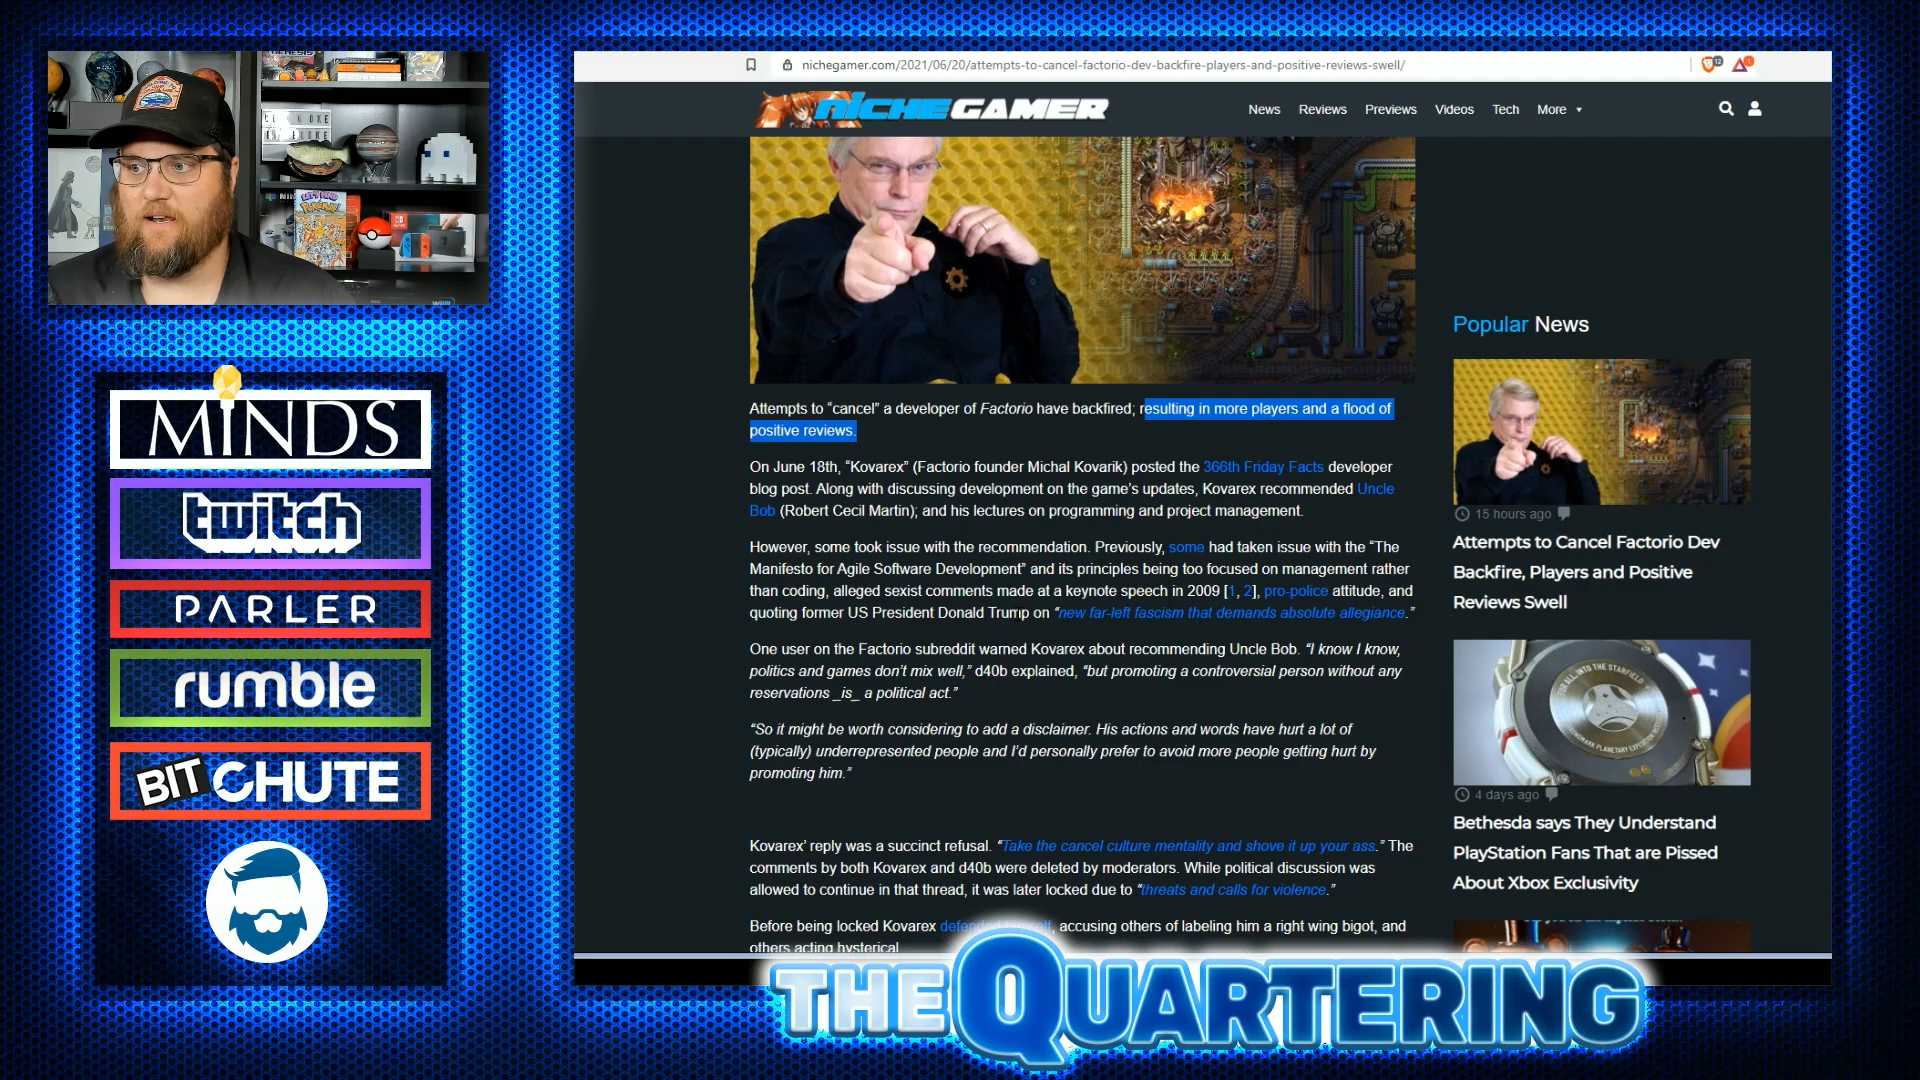 nichegamer.com/2021/06/20/attempts-to-cancel-factorio-dev-backfire-players-and-positive-reviews-swell/
NICHEGAMER
News Reviews Previews Videos Tech More
Attempts to “cancel” a developer of Factorio have backfired; resulting in more players and a flood of
positive reviews.
On June 18th, “Kovarex” (Factorio founder Michal Kovarik) posted the 366th Friday Facts developer
blog post. Along with discussing development on the game’s updates, Kovarex recommended Uncle
Bob (Robert Cecil Martin); and his lectures on programming and project management.
However, some took issue with the recommendation. Previously, some had taken issue with the “The
Manifesto for Agile Software Development” and its principles being too focused on management rather
than coding, alleged sexist comments made at a keynote speech in 2009 [1, 2], pro-police attitude, and
quoting former US President Donald Trump on “new far-left fascism that demands absolute allegiance.”
One user on the Factorio subreddit warned Kovarex about recommending Uncle Bob. “I know I know,
politics and games don’t mix well,” d40b explained, “but promoting a controversial person without any
reservations _is_ a political act.”
“So it might be worth considering to add a disclaimer. His actions and words have hurt a lot of
(typically) underrepresented people and I’d personally prefer to avoid more people getting hurt by
promoting him.”
Kovarex’ reply was a succinct refusal. “Take the cancel culture mentality and shove it up your ass.” The
comments by both Kovarex and d40b were deleted by moderators. While political discussion was
allowed to continue in that thread, it was later locked due to “threats and calls for violence.”
Before being locked Kovarex defended himself, accusing others of labeling him a right wing bigot, and
others acting hysterical
Popular News
15 hours ago
Attempts to Cancel Factorio Dev
Backfire, Players and Positive
Reviews Swell
4 days ago
Bethesda says They Understand
PlayStation Fans That are Pissed
About Xbox Exclusivity
MINDS
twitch
PARLER
rumble
BITCHUTE
THE QUARTERING